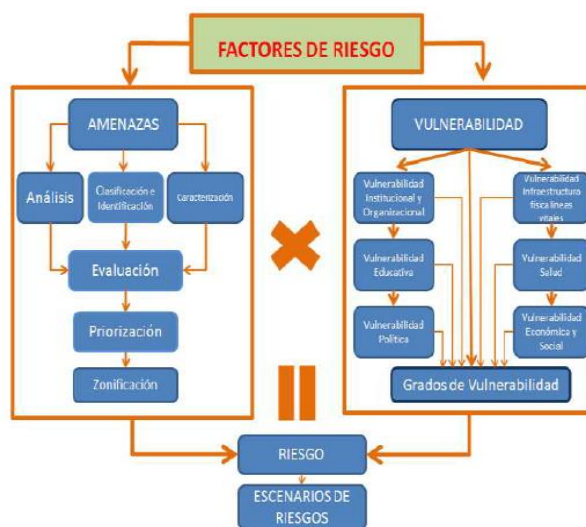 FACTORES DE RIESGO
AMENAZAS
Análisis
Clasificación e
Identificación
Caracterización
Evaluación
Priorización
Zonificación
VULNERABILIDAD
Vulnerabilidad
Institucional y
Organizacional
Vulnerabilidad
Infraestructura
física líneas
vitales
Vulnerabilidad
Educativa
Vulnerabilidad
Salud
Vulnerabilidad
Política
Vulnerabilidad
Económica y
Social
Grados de Vulnerabilidad
RIESGO
ESCENARIOS DE
RIESGOS